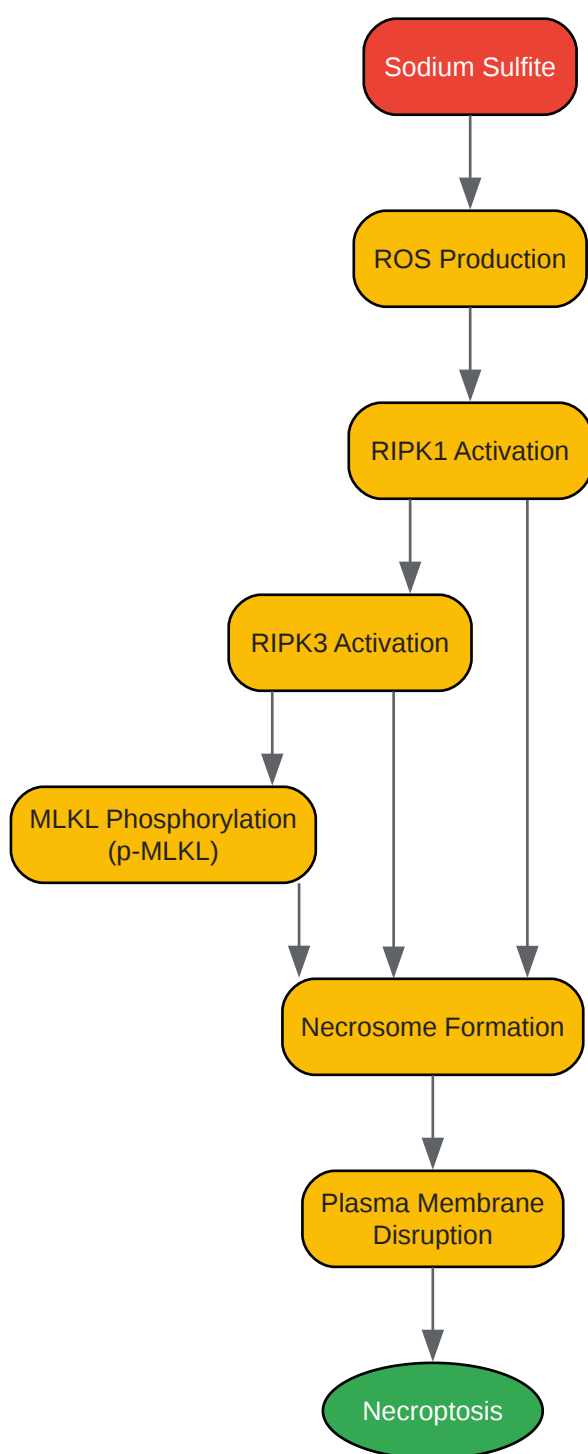 Sodium Sulfite
ROS Production
RIPK1 Activation
RIPK3 Activation
MLKL Phosphorylation
(p-MLKL)
Necrosome Formation
Plasma Membrane
Disruption
Necroptosis